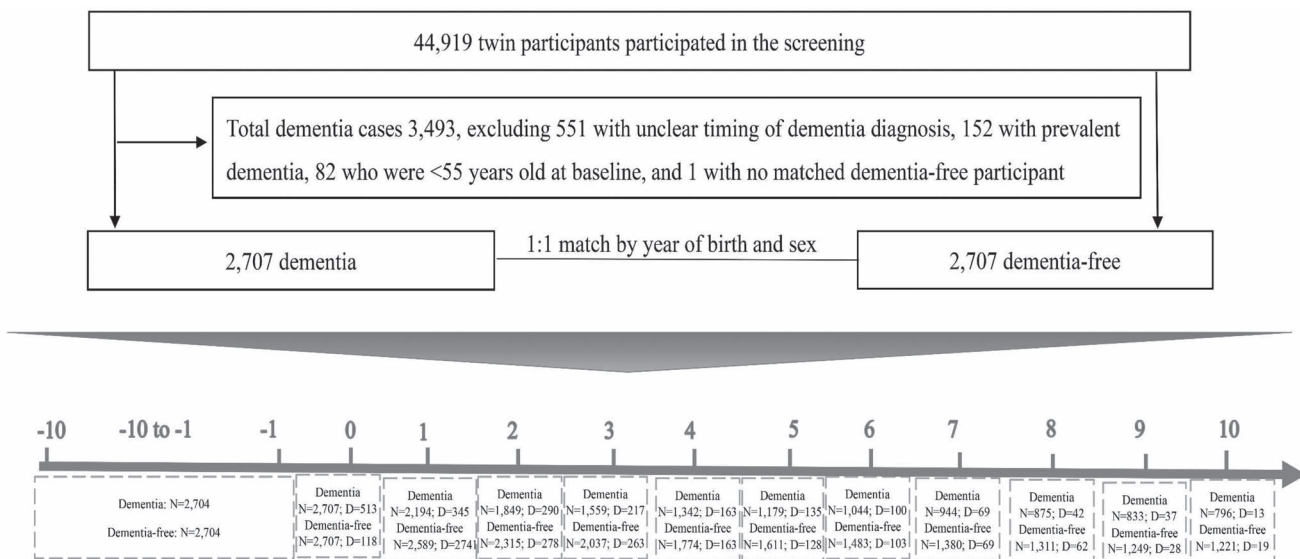 44,919 twin participants participated in the screening
Total dementia cases 3,493, excluding 551 with unclear timing of dementia diagnosis, 152 with prevalent
dementia, 82 who were <55 years old at baseline, and 1 with no matched dementia-free participant
2,707 dementia
1:1 match by year of birth and sex
2,707 dementia-free
-10 -10 to -1 -1 0 1 2 3 4 5 6 7 8 9 10
Dementia: N=2,704
Dementia-free: N=2,704
Dementia
N=2,707; D=513
Dementia-free
N=2,707; D=118
Dementia
N=2,194; D=345
Dementia-free
N=2,589; D=274
Dementia
N=1,849; D=290
Dementia-free
N=2,315; D=278
Dementia
N=1,559; D=217
Dementia-free
N=2,037; D=263
Dementia
N=1,342; D=163
Dementia-free
N=1,774; D=163
Dementia
N=1,179; D=135
Dementia-free
N=1,611; D=128
Dementia
N=1,044; D=100
Dementia-free
N=1,483; D=103
Dementia
N=944; D=69
Dementia-free
N=1,380; D=69
Dementia
N=875; D=42
Dementia-free
N=1,311; D=62
Dementia
N=833; D=37
Dementia-free
N=1,249; D=28
Dementia
N=796; D=13
Dementia-free
N=1,221; D=19